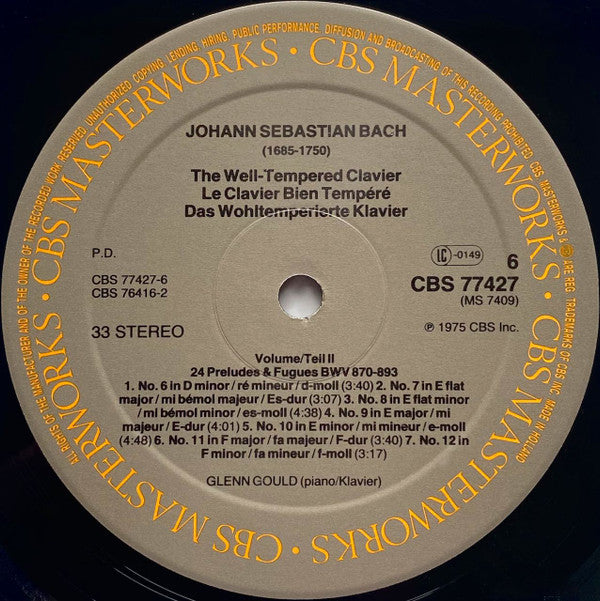 ALL RIGHTS OF THE MANUFACTURER AND OF THE OWNER OF THE RECORDED WORK RESERVED. UNAUTHORIZED COPYING, LENDING, HIRING, PUBLIC PERFORMANCE, DIFFUSION AND BROADCASTING OF THIS RECORDING PROHIBITED. CBS, MASTERWORKS & ARE REG. TRADEMARKS OF CBS INC. MADE IN HOLLAND
CBS MASTERWORKS · CBS MASTERWORKS · CBS MASTERWORKS · CBS MASTERWORKS ·
JOHANN SEBASTIAN BACH
(1685-1750)
The Well-Tempered Clavier
Le Clavier Bien Tempéré
Das Wohltemperierte Klavier
P.D.
LC -0149
6
CBS 77427-6
CBS 76416-2
CBS 77427
(MS 7409)
33 STEREO
℗ 1975 CBS Inc.
Volume/Teil II
24 Preludes & Fugues BWV 870-893
1. No. 6 in D minor / ré mineur / d-moll (3:40) 2. No. 7 in E flat
major / mi bémol majeur / Es-dur (3:07) 3. No. 8 in E flat minor
/ mi bémol minor / es-moll (4:38) 4. No. 9 in E major / mi
majeur / E-dur (4:01) 5. No. 10 in E minor / mi mineur / e-moll
(4:48) 6. No. 11 in F major / fa majeur / F-dur (3:40) 7. No. 12 in
F minor / fa mineur / f-moll (3:17)
GLENN GOULD (piano/Klavier)